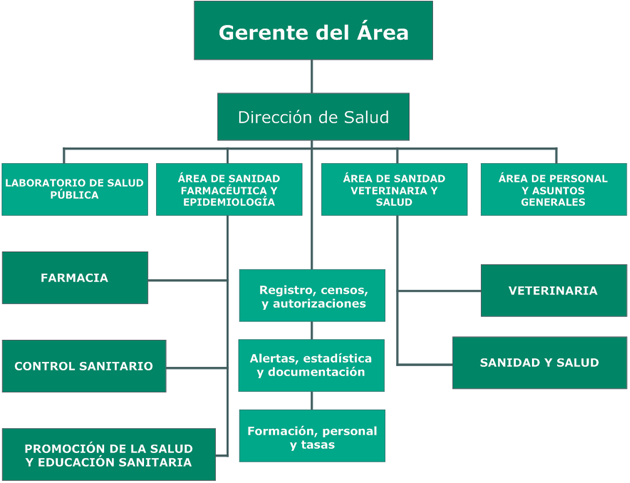 Gerente del Área
Dirección de Salud
LABORATORIO DE SALUD
PÚBLICA
ÁREA DE SANIDAD
FARMACÉUTICA Y
EPIDEMIOLOGÍA
ÁREA DE SANIDAD
VETERINARIA Y
SALUD
ÁREA DE PERSONAL
Y ASUNTOS
GENERALES
FARMACIA
CONTROL SANITARIO
PROMOCIÓN DE LA SALUD
Y EDUCACIÓN SANITARIA
Registro, censos,
y autorizaciones
Alertas, estadística
y documentación
Formación, personal
y tasas
VETERINARIA
SANIDAD Y SALUD